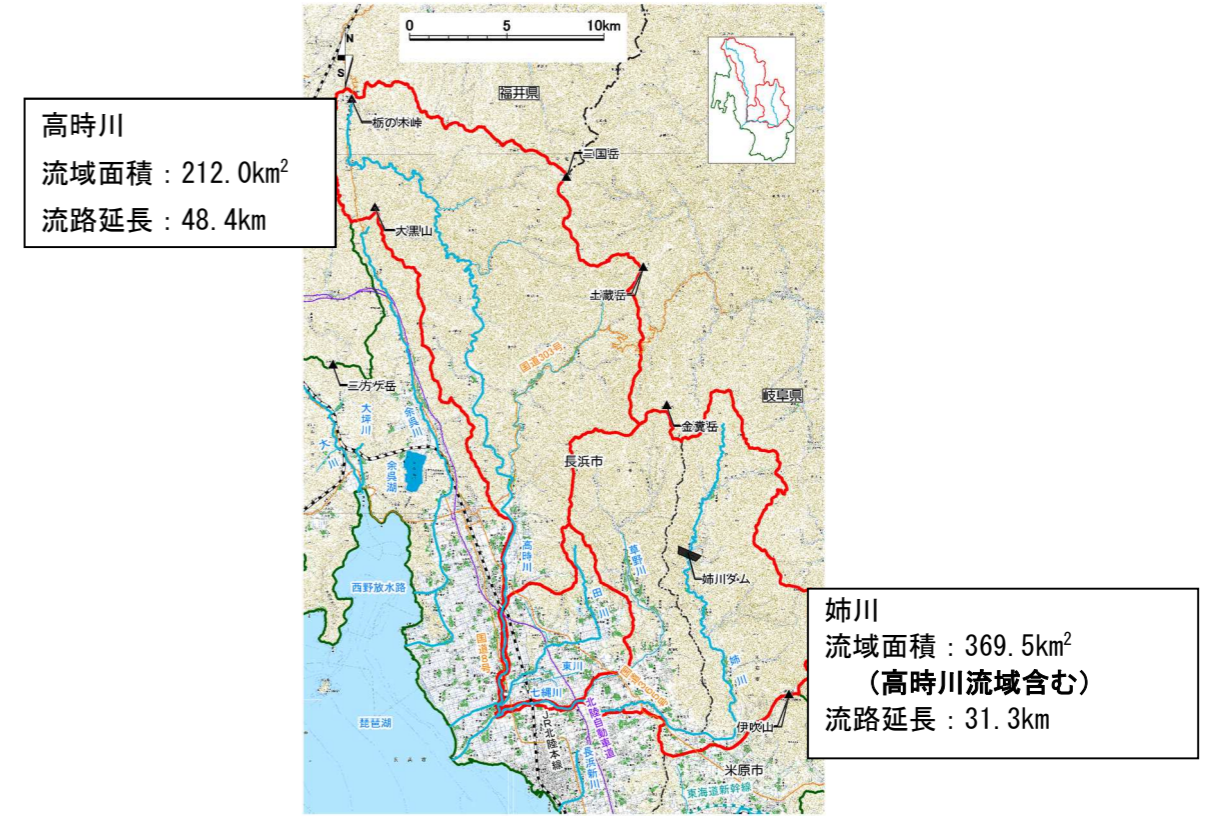 0 5 10km
N
S
福井県
栃の木峠
三国岳
高時川
流域面積：212.0km²
流路延長：48.4km
大黒山
土蔵岳
国道303号
三方ケ岳
岐阜県
大坪川
余呉川
大川
余呉湖
金糞岳
長浜市
高時川
草野川
姉川ダム
西野放水路
田川
姉川
流域面積：369.5km²
（高時川流域含む）
流路延長：31.3km
国道8号
東川
姉川
七縄川
伊吹山
琵琶湖
JR北陸本線
北陸自動車道
長浜新川
米原市
東海道新幹線